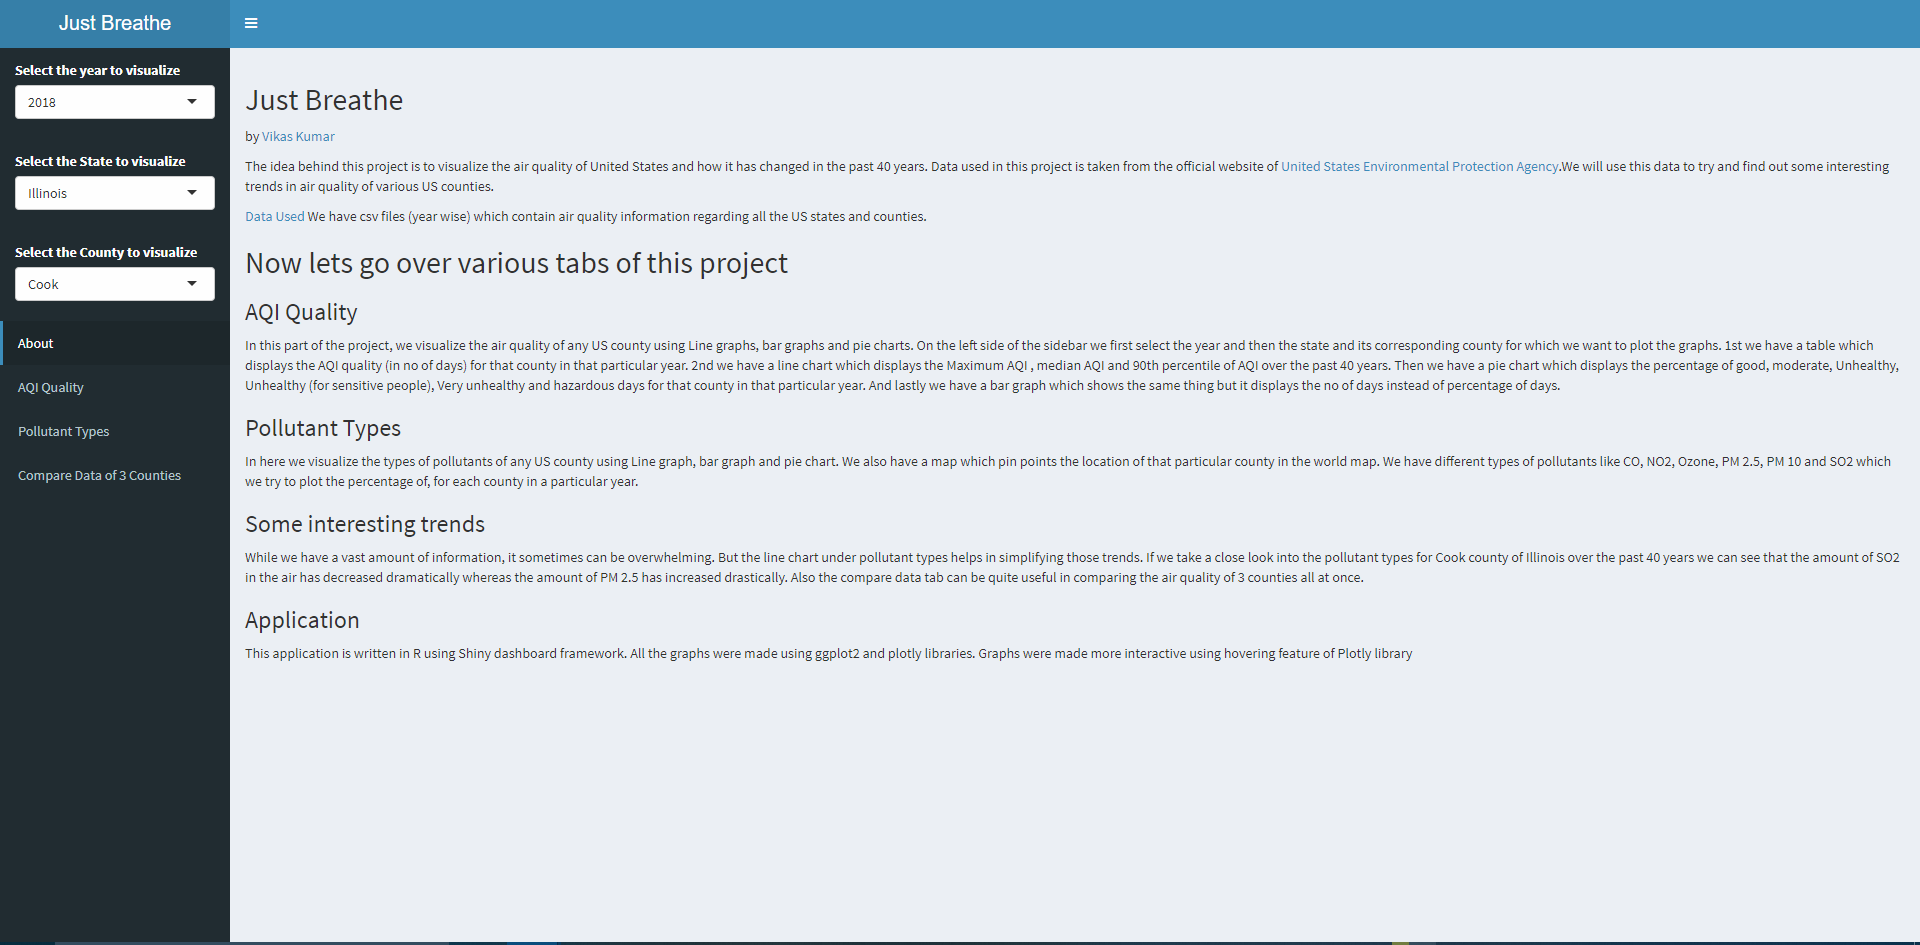 Just Breathe
Select the year to visualize
2018
Select the State to visualize
Illinois
Select the County to visualize
Cook
About
AQI Quality
Pollutant Types
Compare Data of 3 Counties
Just Breathe
by Vikas Kumar
The idea behind this project is to visualize the air quality of United States and how it has changed in the past 40 years. Data used in this project is taken from the official website of United States Environmental Protection Agency.We will use this data to try and find out some interesting
trends in air quality of various US counties.
Data Used We have csv files (year wise) which contain air quality information regarding all the US states and counties.
Now lets go over various tabs of this project
AQI Quality
In this part of the project, we visualize the air quality of any US county using Line graphs, bar graphs and pie charts. On the left side of the sidebar we first select the year and then the state and its corresponding county for which we want to plot the graphs. 1st we have a table which
displays the AQI quality (in no of days) for that county in that particular year. 2nd we have a line chart which displays the Maximum AQI , median AQI and 90th percentile of AQI over the past 40 years. Then we have a pie chart which displays the percentage of good, moderate, Unhealthy,
Unhealthy (for sensitive people), Very unhealthy and hazardous days for that county in that particular year. And lastly we have a bar graph which shows the same thing but it displays the no of days instead of percentage of days.
Pollutant Types
In here we visualize the types of pollutants of any US county using Line graph, bar graph and pie chart. We also have a map which pin points the location of that particular county in the world map. We have different types of pollutants like CO, NO2, Ozone, PM 2.5, PM 10 and SO2 which
we try to plot the percentage of, for each county in a particular year.
Some interesting trends
While we have a vast amount of information, it sometimes can be overwhelming. But the line chart under pollutant types helps in simplifying those trends. If we take a close look into the pollutant types for Cook county of Illinois over the past 40 years we can see that the amount of SO2
in the air has decreased dramatically whereas the amount of PM 2.5 has increased drastically. Also the compare data tab can be quite useful in comparing the air quality of 3 counties all at once.
Application
This application is written in R using Shiny dashboard framework. All the graphs were made using ggplot2 and plotly libraries. Graphs were made more interactive using hovering feature of Plotly library